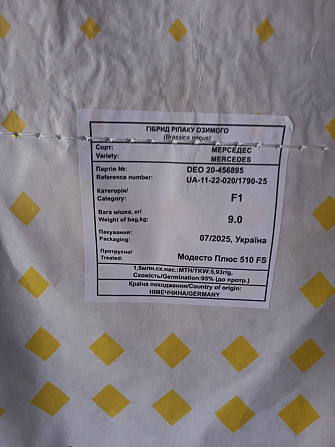 ГІБРИД РІПАКУ ОЗИМОГО
(Brassica napus)
Сорт: МЕРСЕДЕС
Variety: MERCEDES
Партія №: DEO 20-456895
Reference number: UA-11-22-020/1790-25
Категорія/
Category: F1
Вага мішка, кг/
Weight of bag,kg: 9.0
Пакування:
Packaging: 07/2025, Україна
Протруєно/
Treated: Модесто Плюс 510 FS
1,5млн.сх.нас.:МТН/TKW:5,93г/g,
Схожість/Germination:95% (до протр.)
Країна походження/Country of origin:
НІМЕЧЧИНА/GERMANY